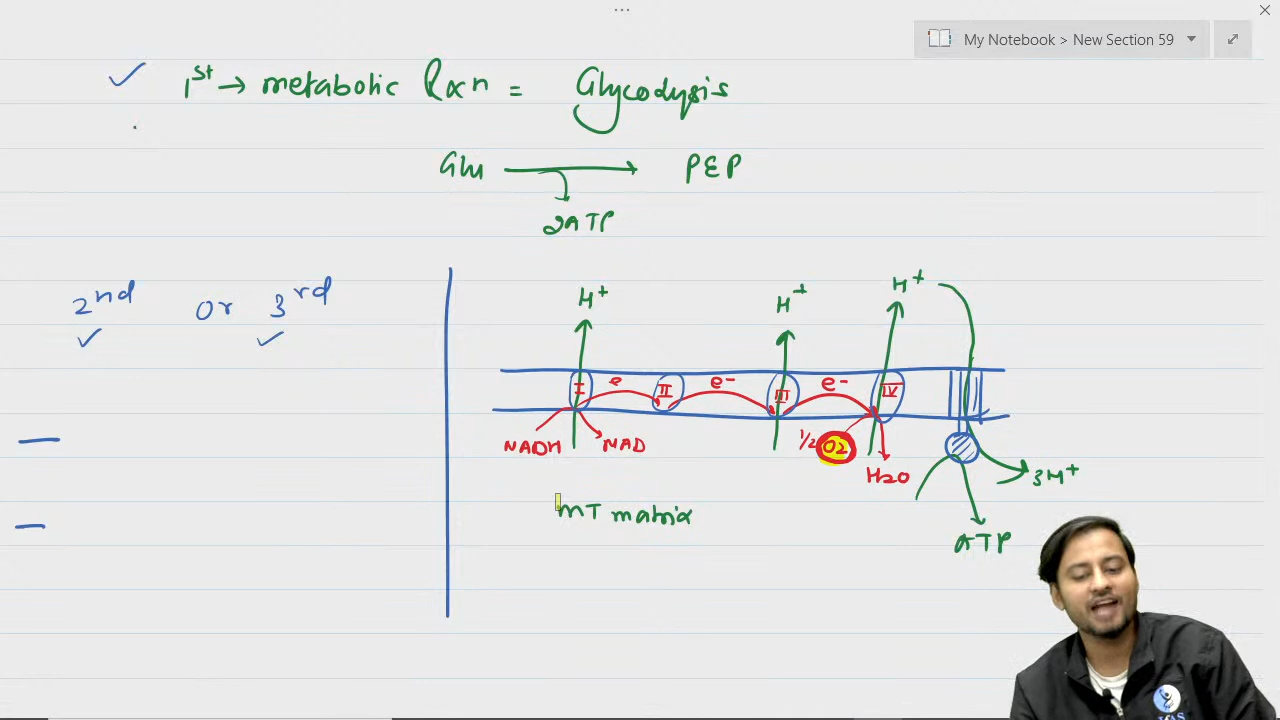 My Notebook > New Section 59
1st → metabolic Rxn = Glycodysis
Glu → PEP
2ATP
2nd or 3rd
H+ H+ H+
I e II e- III e- IV
NADH NAD 1/2 O2 H2O 3H+
MT matrix
ATP